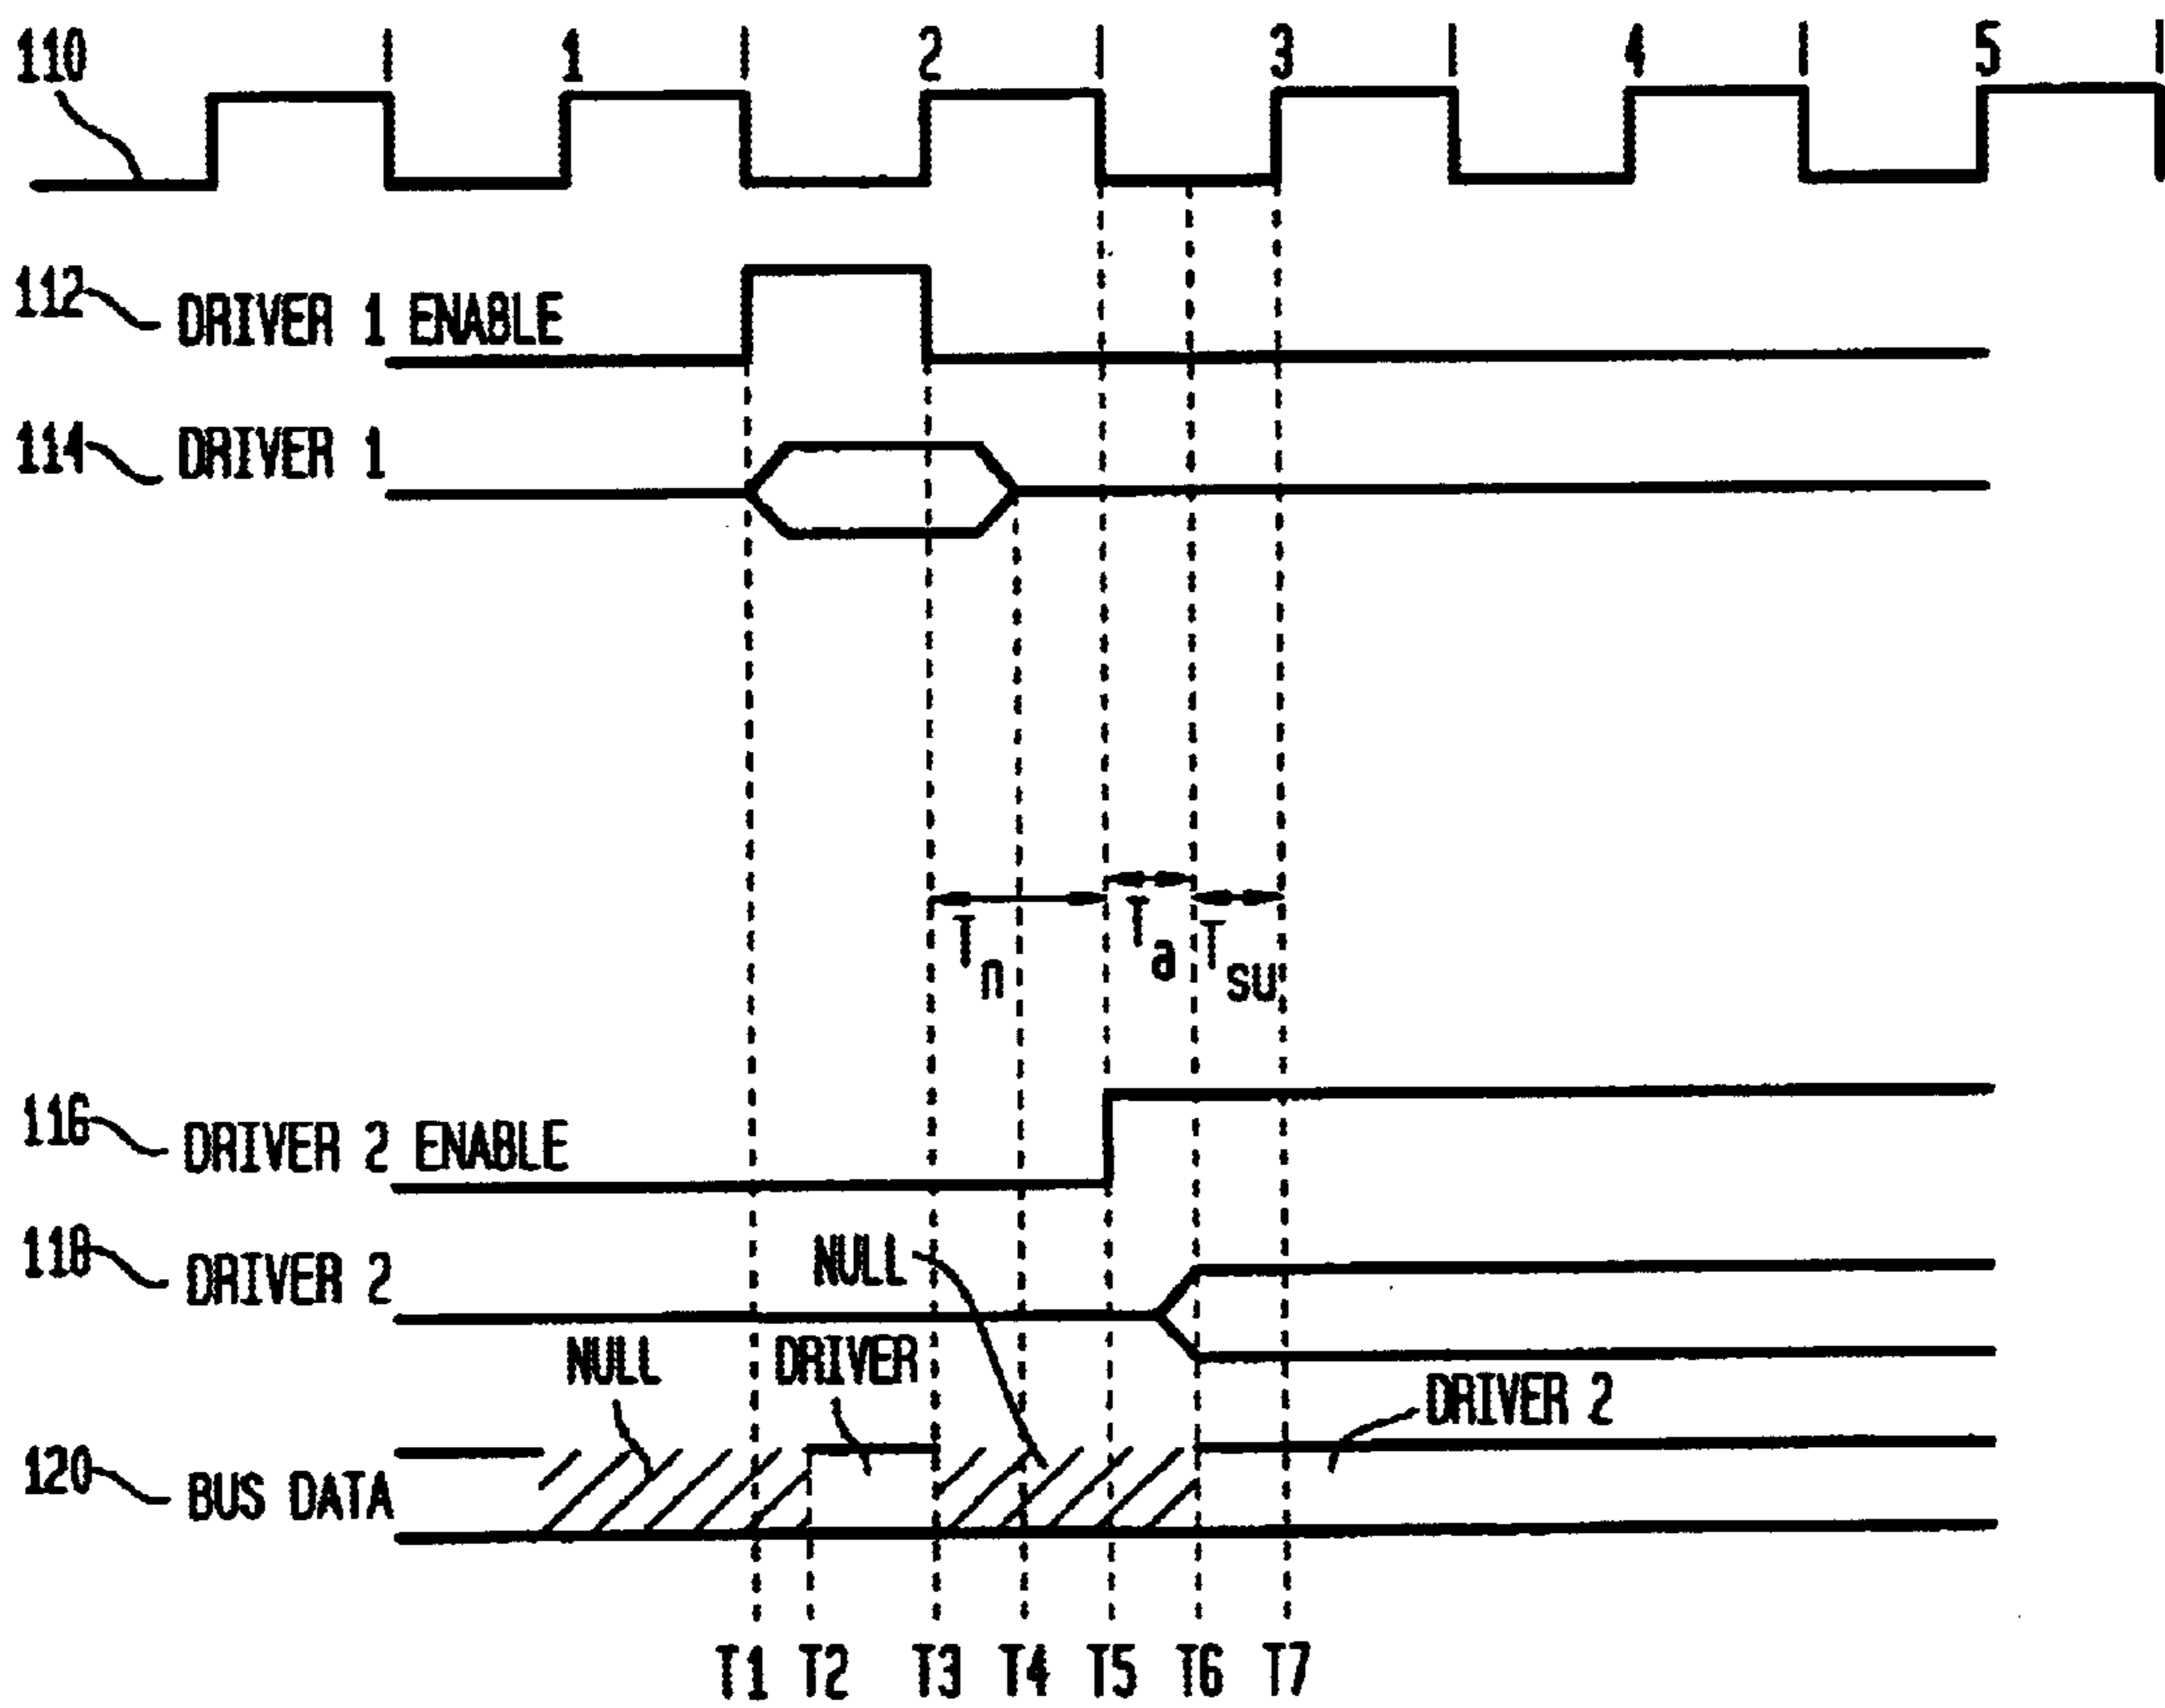 110 | 1 | 2 | 3 | 4 | 5 |
112 DRIVER 1 ENABLE
114 DRIVER 1
Tn Ta Tsu
116 DRIVER 2 ENABLE
118 DRIVER 2
NULL
NULL DRIVER
DRIVER 2
120 BUS DATA
T1 T2 T3 T4 T5 T6 T7